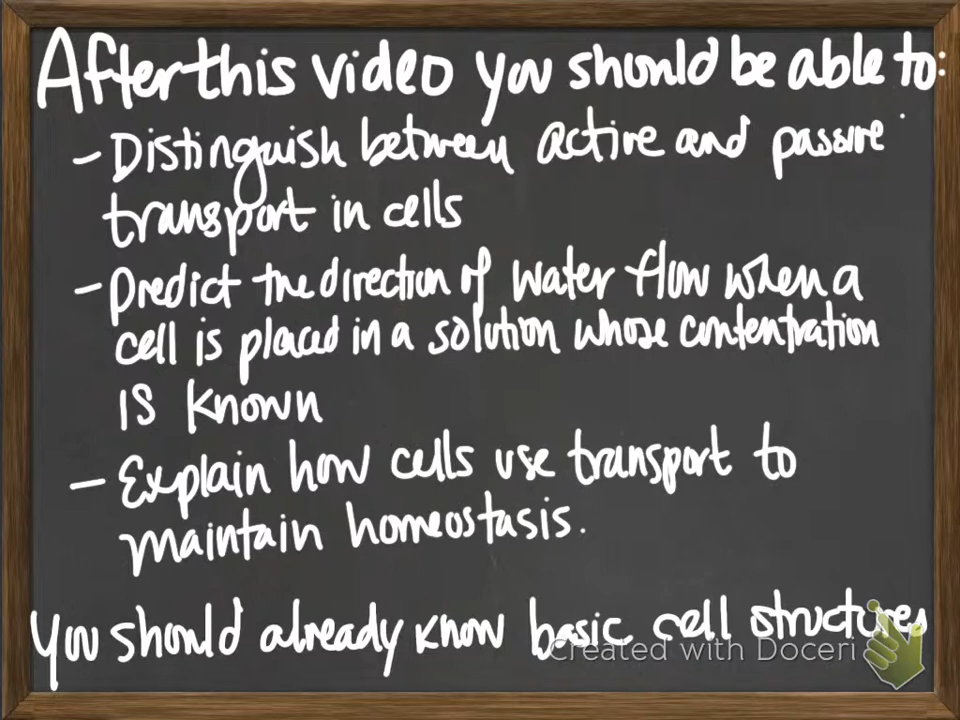 After this video you should be able to:
- Distinguish between active and passive
transport in cells
- Predict the direction of water flow when a
cell is placed in a solution whose contentration
is known
- Explain how cells use transport to
maintain homeostasis.
You should already know basic cell structures
Created with Doceri